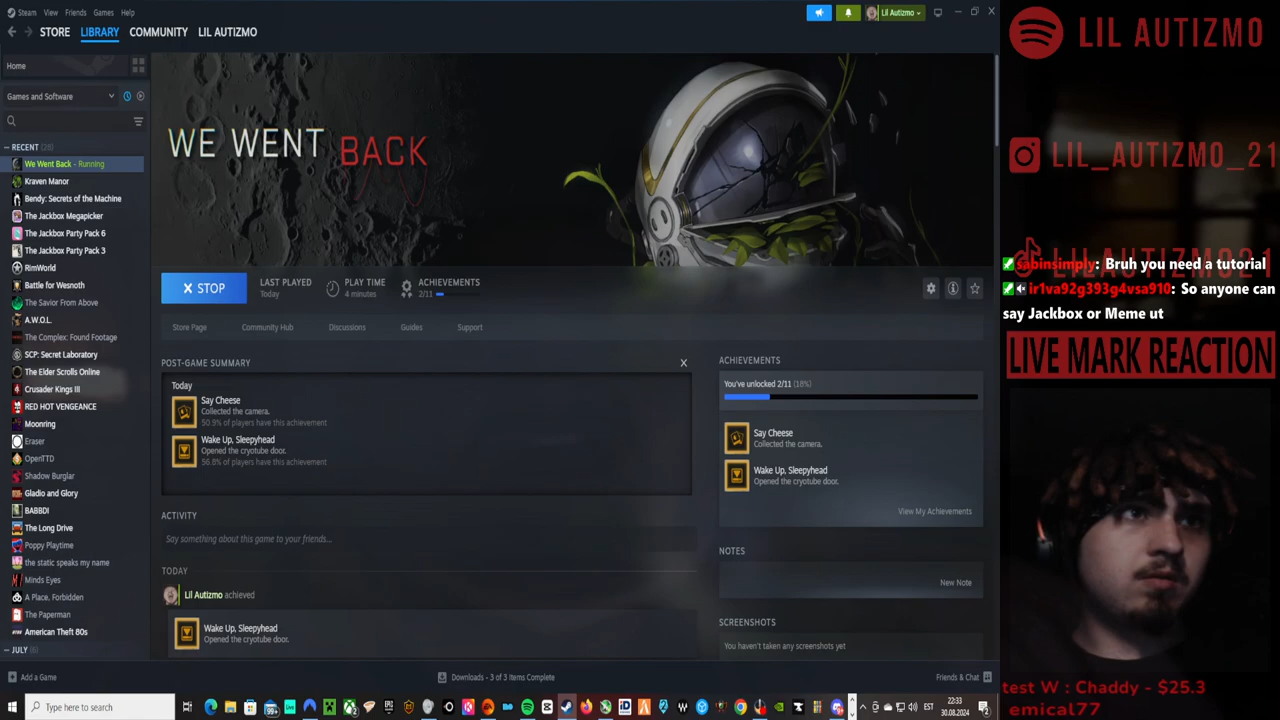 Steam View Friends Games Help
Lil Autizmo
STORE LIBRARY COMMUNITY LIL AUTIZMO
Home
Games and Software
RECENT (28)
We Went Back - Running
Kraven Manor
Bendy: Secrets of the Machine
The Jackbox Megapicker
The Jackbox Party Pack 6
The Jackbox Party Pack 3
RimWorld
Battle for Wesnoth
The Savior From Above
A.W.O.L.
The Complex: Found Footage
SCP: Secret Laboratory
The Elder Scrolls Online
Crusader Kings III
RED HOT VENGEANCE
Moonring
Eraser
OpenTTD
Shadow Burglar
Gladio and Glory
BABBDI
The Long Drive
Poppy Playtime
the static speaks my name
Minds Eyes
A Place, Forbidden
The Paperman
American Theft 80s
JULY (6)
Add a Game
WE WENT BACK
STOP
LAST PLAYED
Today
PLAY TIME
4 minutes
ACHIEVEMENTS
2/11
Store Page Community Hub Discussions Guides Support
POST-GAME SUMMARY
Today
Say Cheese
Collected the camera.
50.9% of players have this achievement
Wake Up, Sleepyhead
Opened the cryotube door.
56.8% of players have this achievement
ACTIVITY
Say something about this game to your friends...
TODAY
Lil Autizmo achieved
Wake Up, Sleepyhead
Opened the cryotube door.
ACHIEVEMENTS
You've unlocked 2/11 (18%)
Say Cheese
Collected the camera.
Wake Up, Sleepyhead
Opened the cryotube door.
View My Achievements
NOTES
New Note
SCREENSHOTS
You haven't taken any screenshots yet
Downloads - 3 of 3 Items Complete
Friends & Chat
Type here to search
99+
EST
22:33
30.08.2024
2
LIL AUTIZMO
LIL_AUTIZMO_21
LILAUTIZMO21
sabinsimply: Bruh you need a tutorial
ir1va92g393g4vsa910: So anyone can
say Jackbox or Meme ut
LIVE MARK REACTION
test W : Chaddy - $25.3
emical77